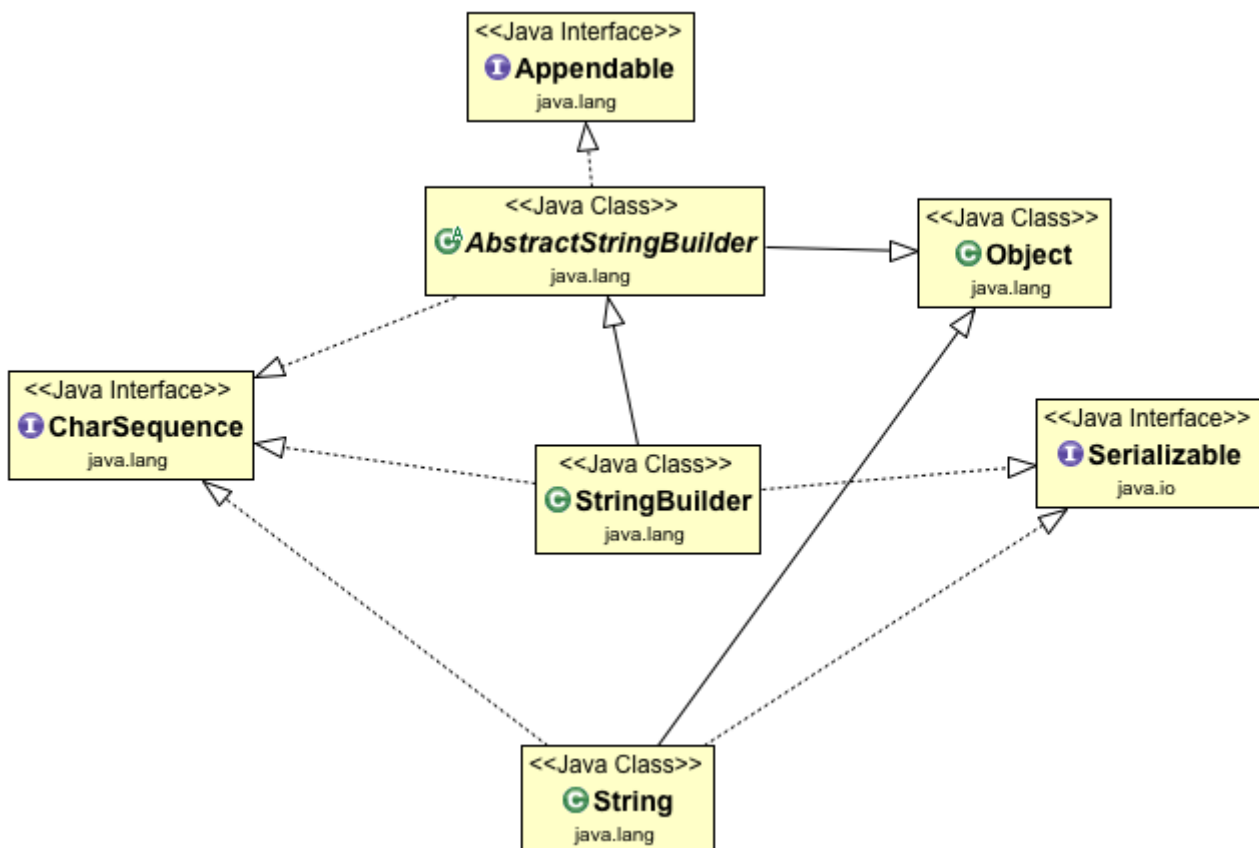 <<Java Interface>>
I Appendable
java.lang
<<Java Class>>
C A AbstractStringBuilder
java.lang
<<Java Class>>
C Object
java.lang
<<Java Interface>>
I CharSequence
java.lang
<<Java Interface>>
I Serializable
java.io
<<Java Class>>
C StringBuilder
java.lang
<<Java Class>>
C String
java.lang